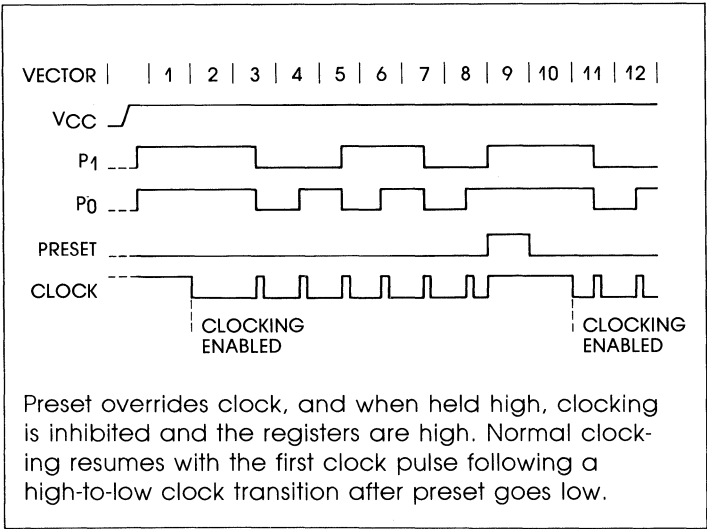 VECTOR | | 1 | 2 | 3 | 4 | 5 | 6 | 7 | 8 | 9 | 10 | 11 | 12 |
VCC
P1
P0
PRESET
CLOCK
CLOCKING ENABLED
CLOCKING ENABLED
Preset overrides clock, and when held high, clocking
is inhibited and the registers are high. Normal clock-
ing resumes with the first clock pulse following a
high-to-low clock transition after preset goes low.